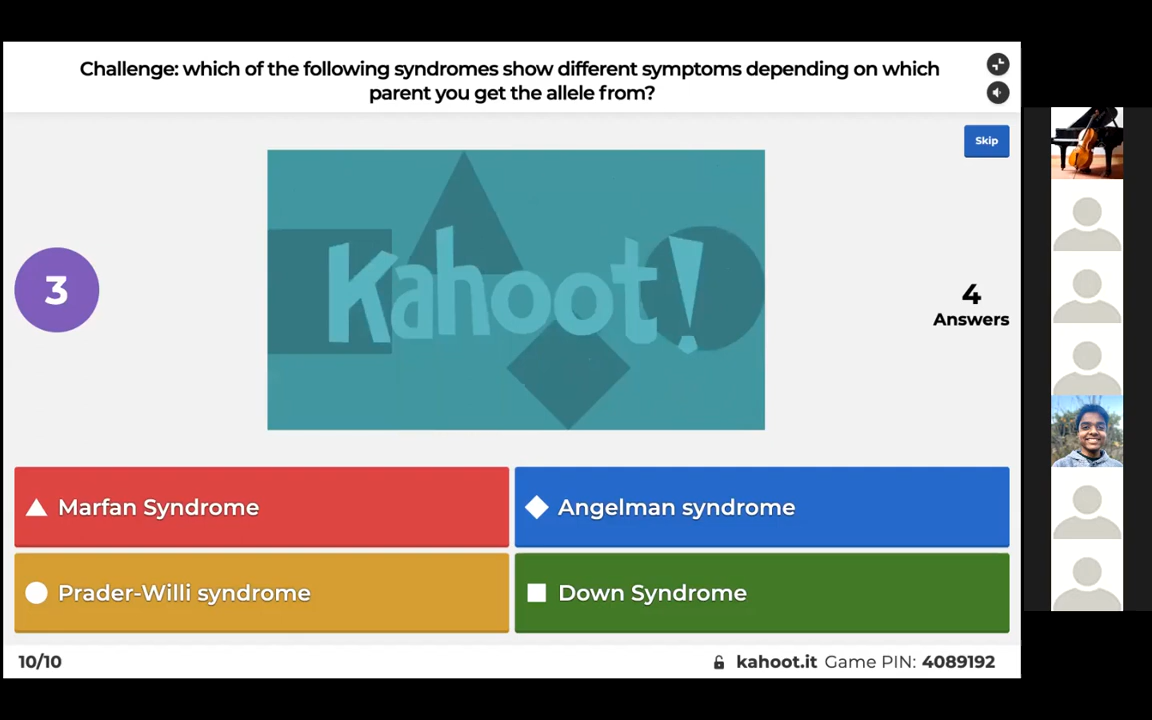 Challenge: which of the following syndromes show different symptoms depending on which
parent you get the allele from?
Skip
3
Kahoot!
4
Answers
Marfan Syndrome
Angelman syndrome
Prader-Willi syndrome
Down Syndrome
10/10
kahoot.it Game PIN: 4089192